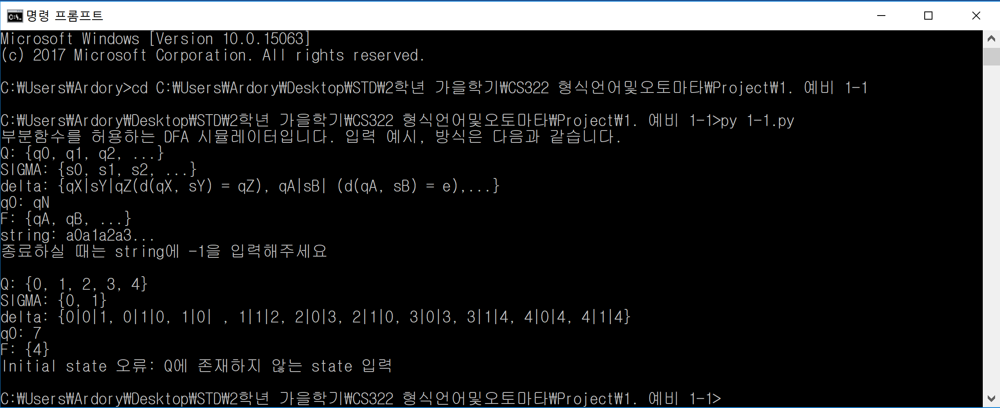 명령 프롬프트
Microsoft Windows [Version 10.0.15063]
(c) 2017 Microsoft Corporation. All rights reserved.
C:₩Users₩Ardory>cd C:₩Users₩Ardory₩Desktop₩STD₩2학년 가을학기₩CS322 형식언어및오토마타₩Project₩1. 예비 1-1
C:₩Users₩Ardory₩Desktop₩STD₩2학년 가을학기₩CS322 형식언어및오토마타₩Project₩1. 예비 1-1>py 1-1.py
부분함수를 허용하는 DFA 시뮬레이터입니다. 입력 예시, 방식은 다음과 같습니다.
Q: {q0, q1, q2, ...}
SIGMA: {s0, s1, s2, ...}
delta: {qX|sY|qZ(d(qX, sY) = qZ), qA|sB| (d(qA, sB) = e),...}
q0: qN
F: {qA, qB, ...}
string: a0a1a2a3...
종료하실 때는 string에 -1을 입력해주세요
Q: {0, 1, 2, 3, 4}
SIGMA: {0, 1}
delta: {0|0|1, 0|1|0, 1|0| , 1|1|2, 2|0|3, 2|1|0, 3|0|3, 3|1|4, 4|0|4, 4|1|4}
q0: 7
F: {4}
Initial state 오류: Q에 존재하지 않는 state 입력
C:₩Users₩Ardory₩Desktop₩STD₩2학년 가을학기₩CS322 형식언어및오토마타₩Project₩1. 예비 1-1>